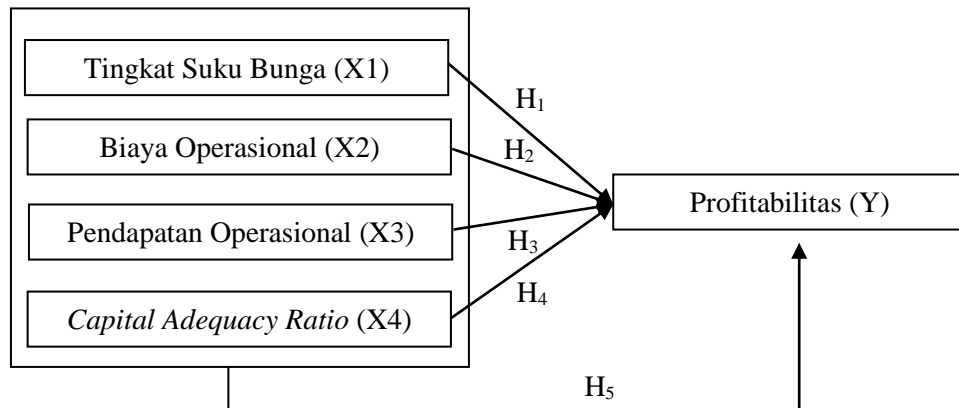 Tingkat Suku Bunga (X1)
H₁
Biaya Operasional (X2)
H₂
Profitabilitas (Y)
Pendapatan Operasional (X3)
H₃
H₄
Capital Adequacy Ratio (X4)
H₅